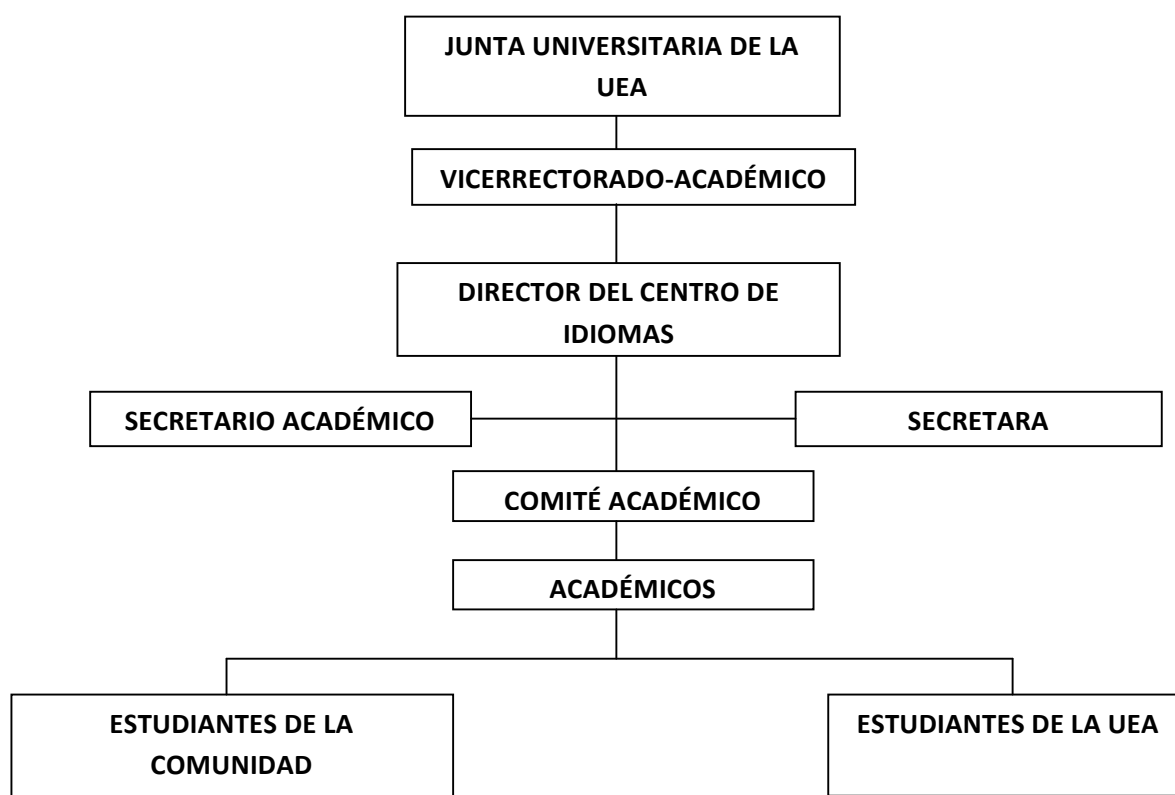 JUNTA UNIVERSITARIA DE LA
UEA
VICERRECTORADO-ACADÉMICO
DIRECTOR DEL CENTRO DE
IDIOMAS
SECRETARIO ACADÉMICO
SECRETARA
COMITÉ ACADÉMICO
ACADÉMICOS
ESTUDIANTES DE LA
COMUNIDAD
ESTUDIANTES DE LA UEA